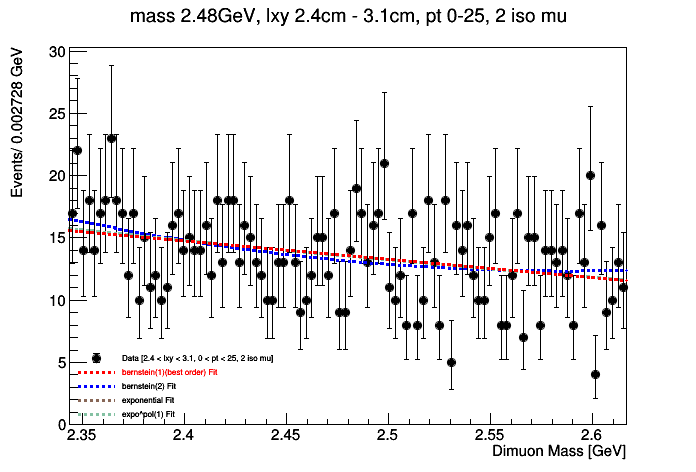 mass 2.48GeV, lxy 2.4cm - 3.1cm, pt 0-25, 2 iso mu
Events/ 0.002728 GeV
30
25
20
15
10
5
0
Data [2.4 < lxy < 3.1, 0 < pt < 25, 2 iso mu]
bernstein(1)(best order) Fit
bernstein(2) Fit
exponential Fit
expo*pol(1) Fit
2.35 2.4 2.45 2.5 2.55 2.6
Dimuon Mass [GeV]